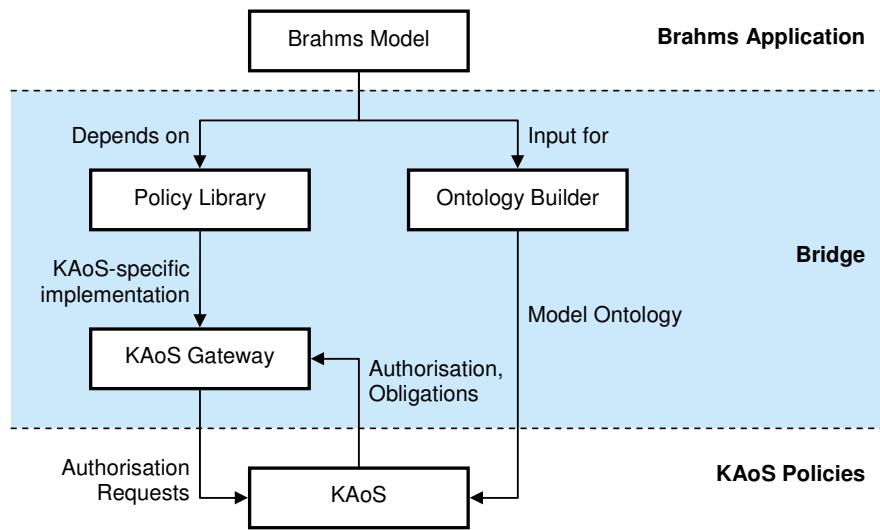 Brahms Model
Brahms Application
Depends on
Input for
Policy Library
Ontology Builder
Bridge
KAoS-specific
implementation
Model Ontology
KAoS Gateway
Authorisation,
Obligations
Authorisation
Requests
KAoS
KAoS Policies